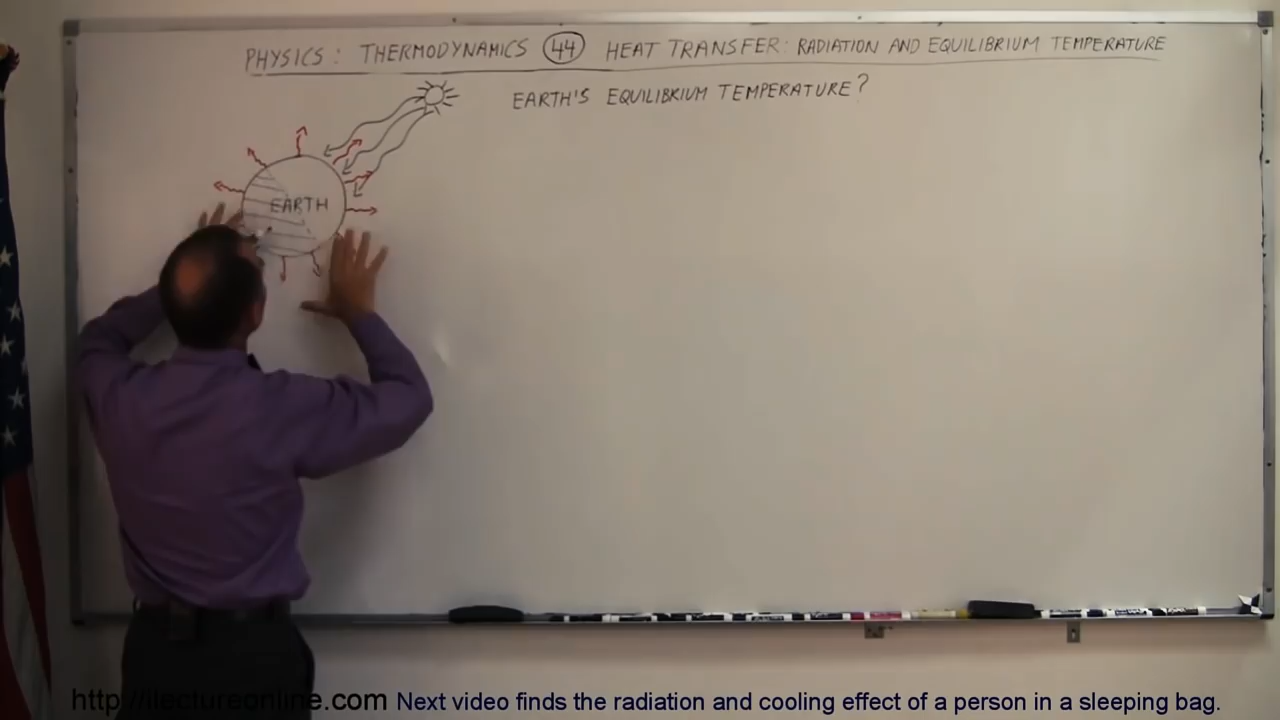 PHYSICS: THERMODYNAMICS 44 HEAT TRANSFER: RADIATION AND EQUILIBRIUM TEMPERATURE
EARTH'S EQUILIBRIUM TEMPERATURE?
EARTH
http://ilectureonline.com Next video finds the radiation and cooling effect of a person in a sleeping bag.